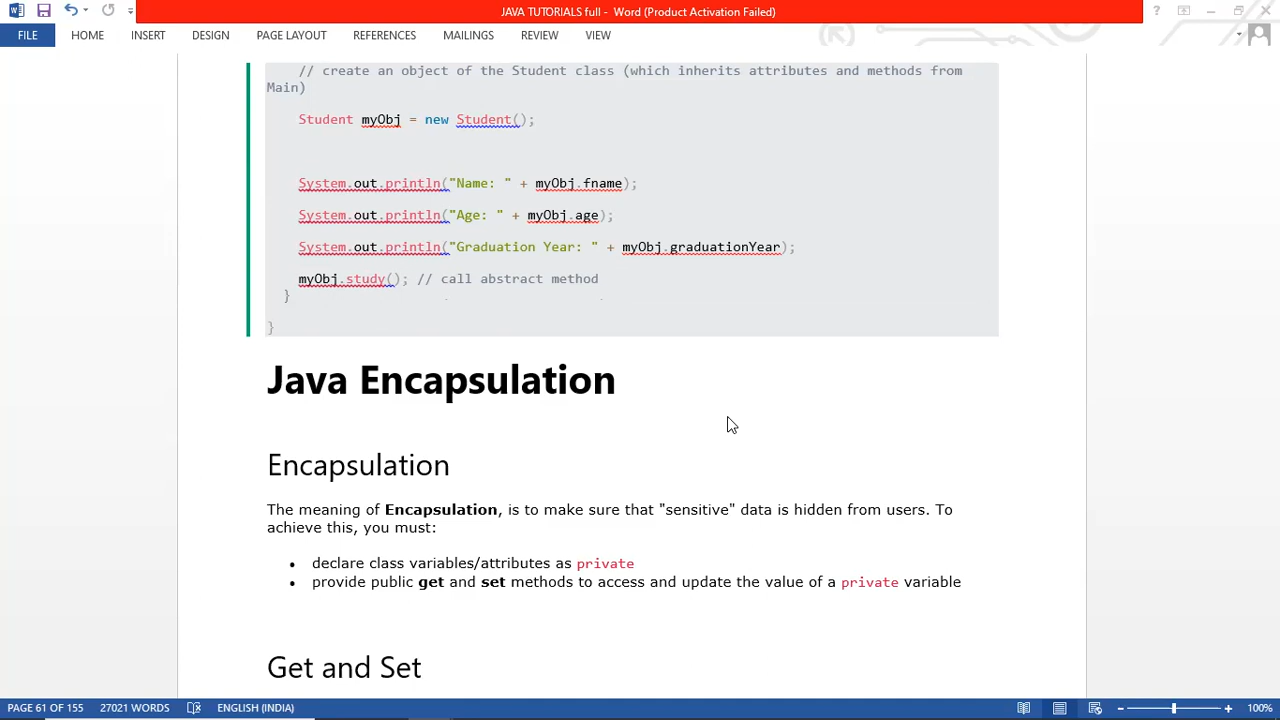 JAVA TUTORIALS full - Word (Product Activation Failed)
FILE HOME INSERT DESIGN PAGE LAYOUT REFERENCES MAILINGS REVIEW VIEW
// create an object of the Student class (which inherits attributes and methods from
Main)
Student myObj = new Student();
System.out.println("Name: " + myObj.fname);
System.out.println("Age: " + myObj.age);
System.out.println("Graduation Year: " + myObj.graduationYear);
myObj.study(); // call abstract method
}
}
Java Encapsulation
Encapsulation
The meaning of Encapsulation, is to make sure that "sensitive" data is hidden from users. To
achieve this, you must:
• declare class variables/attributes as private
• provide public get and set methods to access and update the value of a private variable
Get and Set
PAGE 61 OF 155 27021 WORDS ENGLISH (INDIA) 100%